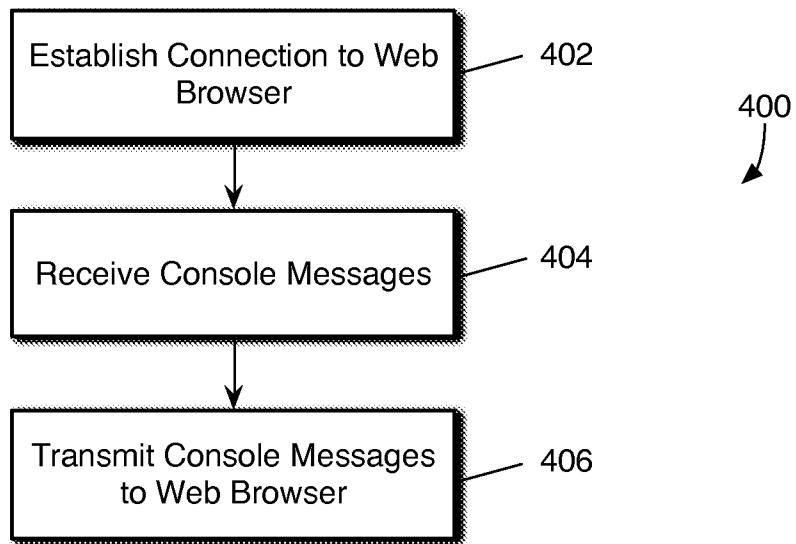 Establish Connection to Web
Browser
402
400
Receive Console Messages
404
Transmit Console Messages
to Web Browser
406